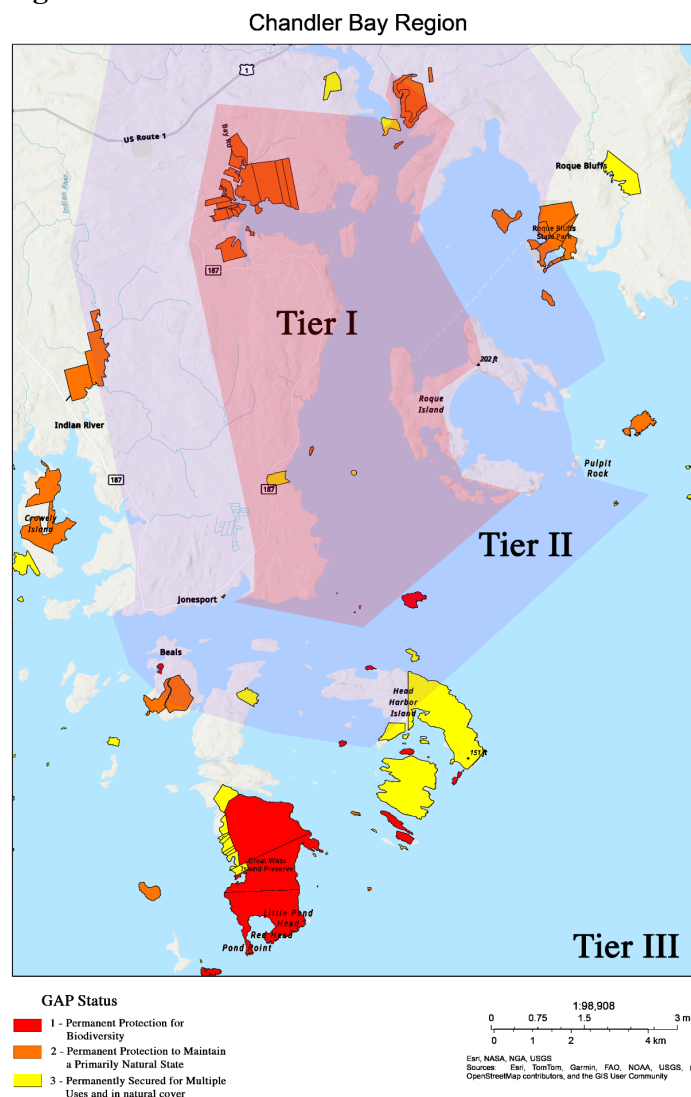 Chandler Bay Region
1
US Route 1
Bay Rd
Indian River
Roque Bluffs
Roque Bluffs
State Park
187
Tier I
202 ft
Roque
Island
Indian River
Pulpit
Rock
187
187
Crowely
Island
Tier II
Jonesport
Beals
Head
Harbor
Island
151 ft
Great Wass
Island Preserve
Little Pond
Head
Red Head
Pond Point
Tier III
GAP Status
1 - Permanent Protection for
Biodiversity
2 - Permanent Protection to Maintain
a Primarily Natural State
3 - Permanently Secured for Multiple
Uses and in natural cover
1:98,908
0 0.75 1.5 3 m
0 1 2 4 km
Esri, NASA, NGA, USGS
Sources: Esri, TomTom, Garmin, FAO, NOAA, USGS,
OpenStreetMap contributors, and the GIS User Community